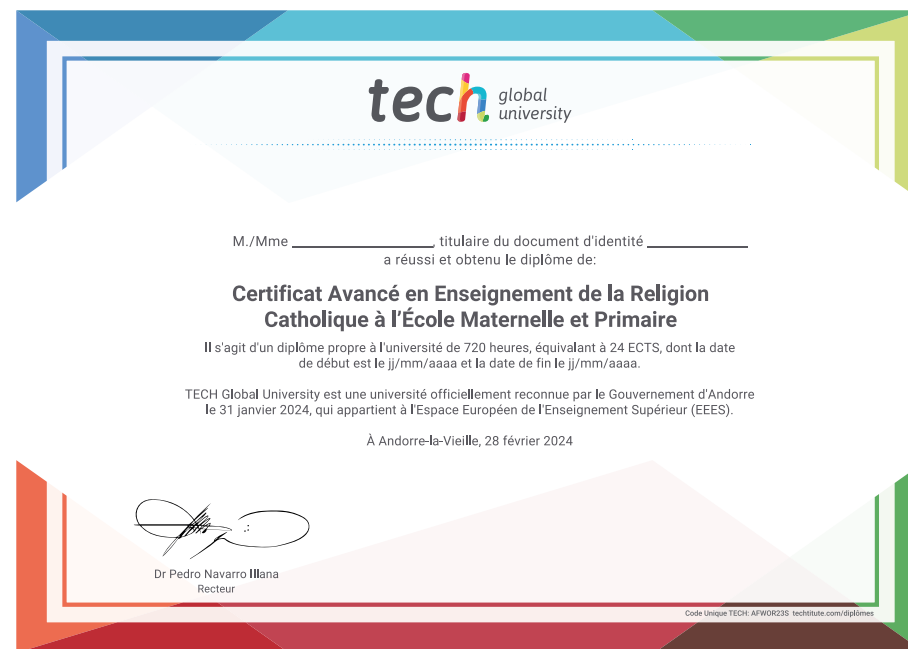 tech global university
M./Mme ______________, titulaire du document d'identité __________
a réussi et obtenu le diplôme de:
Certificat Avancé en Enseignement de la Religion
Catholique à l'École Maternelle et Primaire
Il s'agit d'un diplôme propre à l'université de 720 heures, équivalant à 24 ECTS, dont la date
de début est le jj/mm/aaaa et la date de fin le jj/mm/aaaa.
TECH Global University est une université officiellement reconnue par le Gouvernement d'Andorre
le 31 janvier 2024, qui appartient à l'Espace Européen de l'Enseignement Supérieur (EEES).
À Andorre-la-Vieille, 28 février 2024
Dr Pedro Navarro Illana
Recteur
Code Unique TECH: AFWOR23S techtitute.com/diplômes